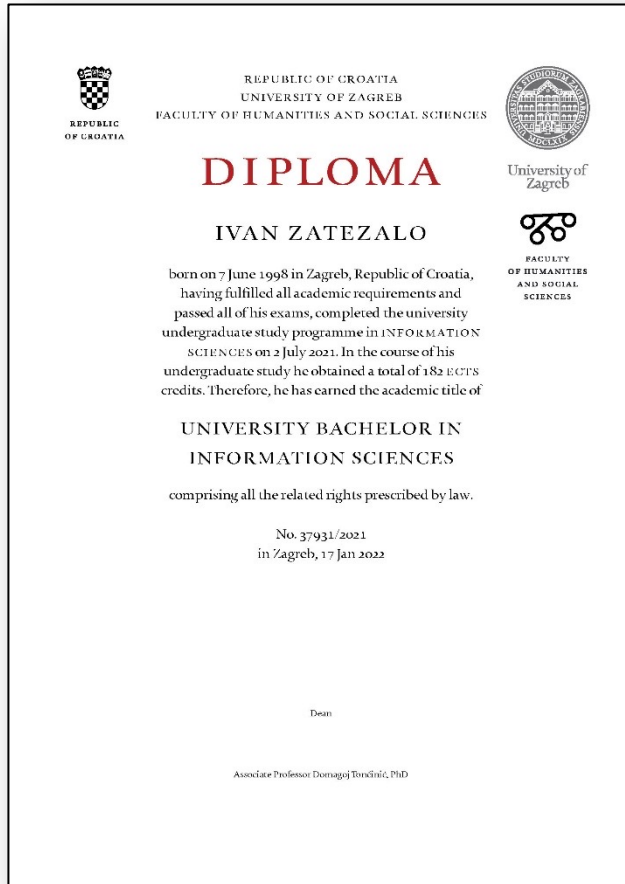 REPUBLIC OF CROATIA
REPUBLIC OF CROATIA
UNIVERSITY OF ZAGREB
FACULTY OF HUMANITIES AND SOCIAL SCIENCES
UNIVERSITAS STUDIORUM ZAGRABIENSIS
MDCLXIX
University of
Zagreb
FACULTY
OF HUMANITIES
AND SOCIAL
SCIENCES
DIPLOMA
IVAN ZATEZALO
born on 7 June 1998 in Zagreb, Republic of Croatia,
having fulfilled all academic requirements and
passed all of his exams, completed the university
undergraduate study programme in INFORMATION
SCIENCES on 2 July 2021. In the course of his
undergraduate study he obtained a total of 182 ECTS
credits. Therefore, he has earned the academic title of
UNIVERSITY BACHELOR IN
INFORMATION SCIENCES
comprising all the related rights prescribed by law.
No. 37931/2021
in Zagreb, 17 Jan 2022
Dean
Associate Professor Domagoj Tončinić, PhD